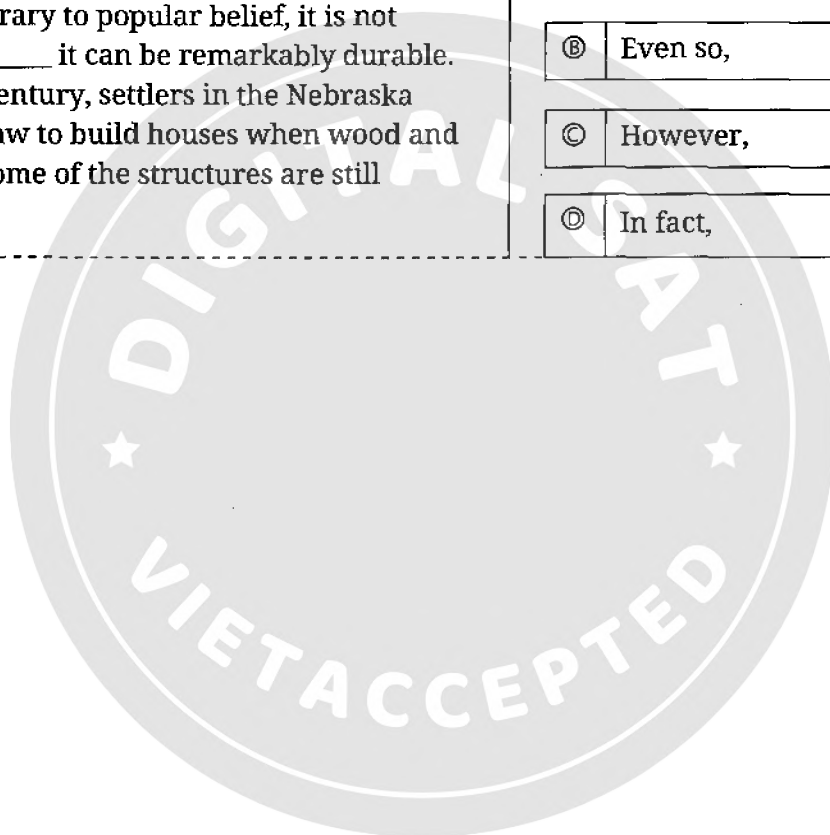 rary to popular belief, it is not
____ it can be remarkably durable.
entury, settlers in the Nebraska
aw to build houses when wood and
ome of the structures are still
Ⓑ Even so,
Ⓒ However,
Ⓓ In fact,
DIGITAL SAT
VIETACCEPTED